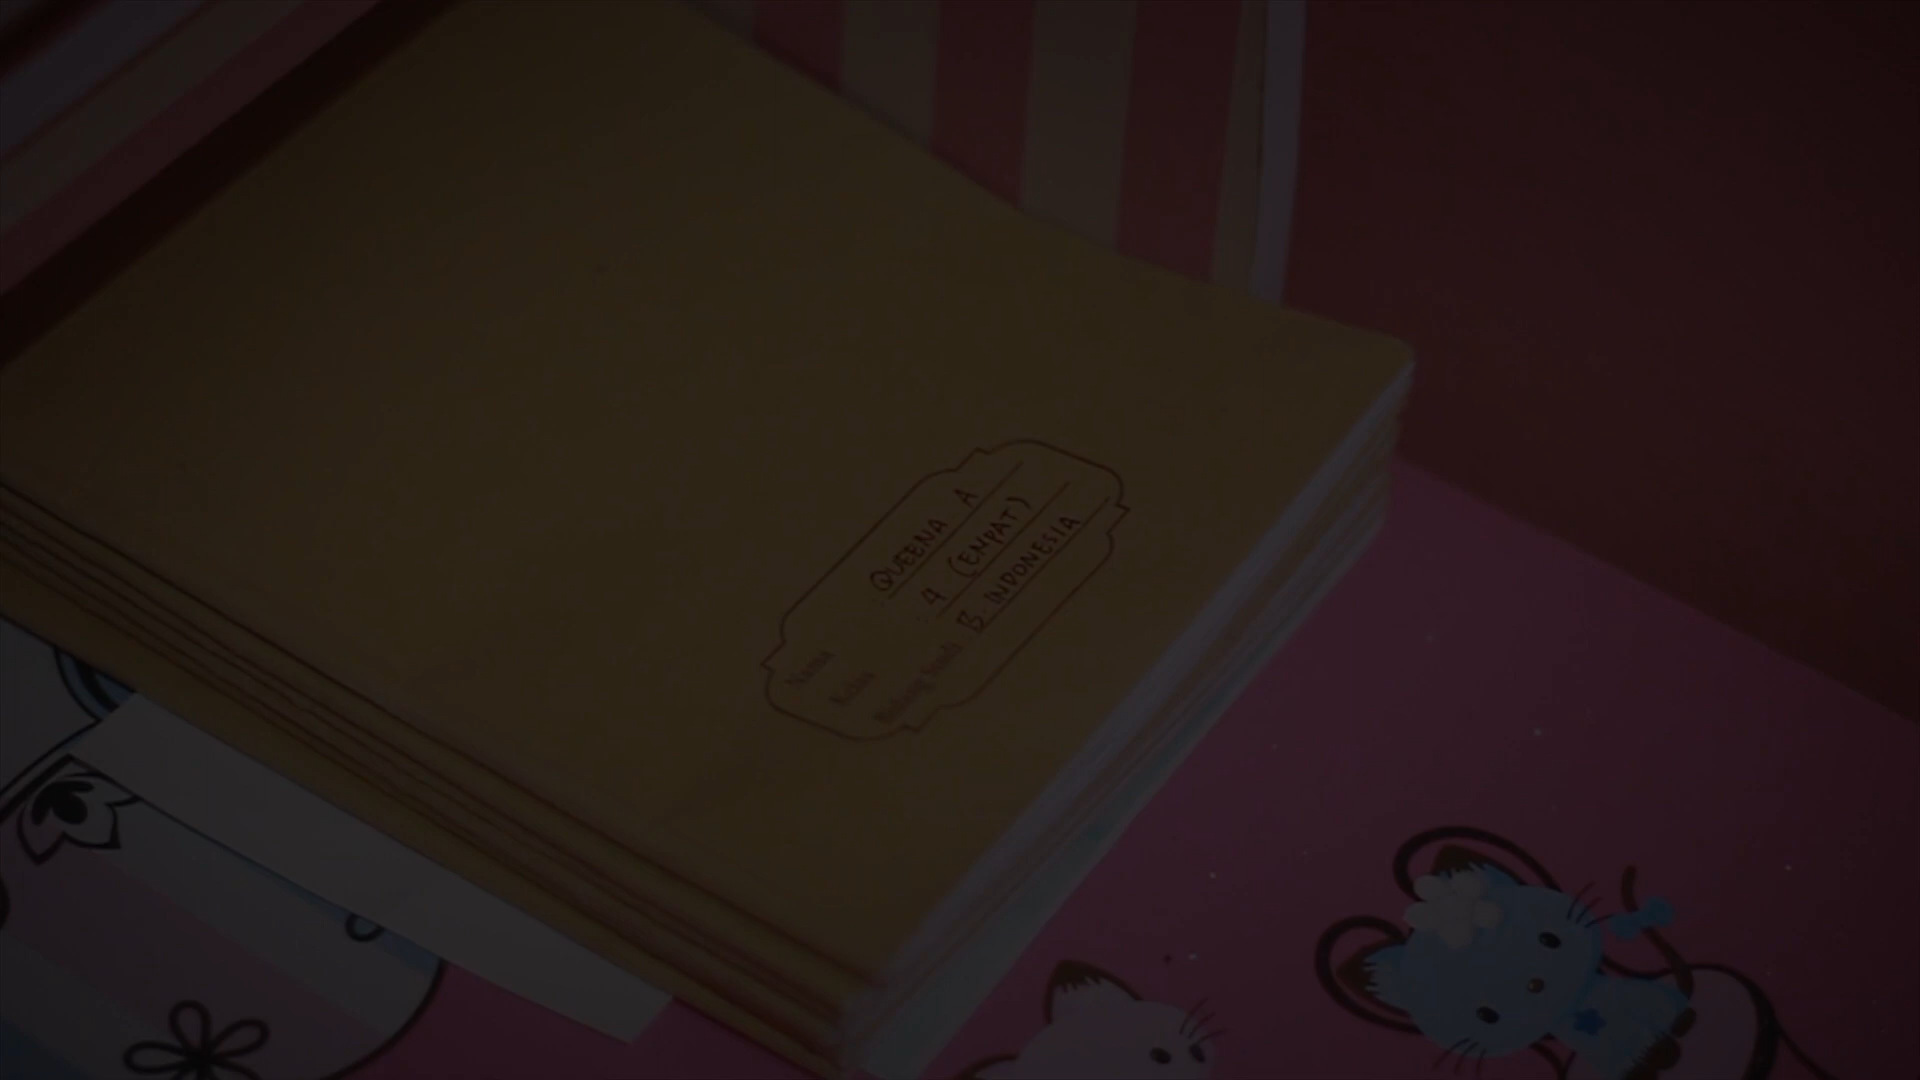 Nama : QUEENA A
Kelas : 4 (EMPAT)
Bidang Studi B. INDONESIA